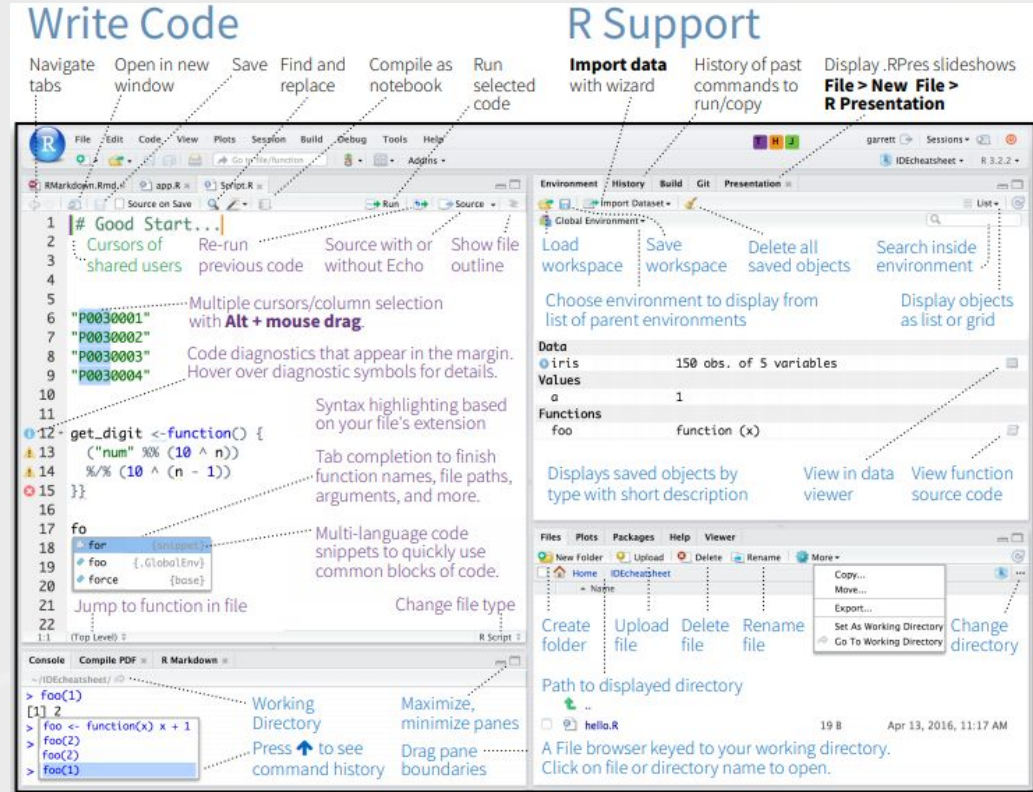 Write Code
R Support
Navigate tabs
Open in new window
Save
Find and replace
Compile as notebook
Run selected code
Import data with wizard
History of past commands to run/copy
Display .RPres slideshows
File > New File >
R Presentation
R
File Edit Code View Plots Session Build Debug Tools Help
Go to file/function
Addins
T H J
garrett
Sessions
IDEcheatsheet
R 3.2.2
RMarkdown.Rmd
app.R
Script.R
Source on Save
Run
Source
1 # Good Start...
2
3
4
5
6 "P0030001"
7 "P0030002"
8 "P0030003"
9 "P0030004"
10
11
12 get_digit <-function() {
13 ("num" %% (10 ^ n))
14 %/% (10 ^ (n - 1))
15 }}
16
17 fo
18
19
20
21
22
for {snippet}
foo {.GlobalEnv}
force {base}
Cursors of shared users
Re-run previous code
Source with or without Echo
Show file outline
Multiple cursors/column selection
with Alt + mouse drag.
Code diagnostics that appear in the margin.
Hover over diagnostic symbols for details.
Syntax highlighting based
on your file's extension
Tab completion to finish
function names, file paths,
arguments, and more.
Multi-language code
snippets to quickly use
common blocks of code.
Jump to function in file
Change file type
1:1 (Top Level)
R Script
Console Compile PDF R Markdown
~/IDEcheatsheet/
> foo(1)
[1] 2
> foo <- function(x) x + 1
> foo(2)
foo(2)
> foo(1)
Working Directory
Press to see
command history
Maximize,
minimize panes
Drag pane
boundaries
Environment History Build Git Presentation
Import Dataset
List
Global Environment
Load workspace
Save workspace
Delete all saved objects
Search inside environment
Choose environment to display from
list of parent environments
Display objects
as list or grid
Data
iris 150 obs. of 5 variables
Values
a 1
Functions
foo function (x)
Displays saved objects by
type with short description
View in data viewer
View function source code
Files Plots Packages Help Viewer
New Folder Upload Delete Rename More
Home IDEcheatsheet
Name
Copy...
Move...
Export...
Set As Working Directory
Go To Working Directory
Create folder
Upload file
Delete file
Rename file
Change directory
Path to displayed directory
..
hello.R 19 B Apr 13, 2016, 11:17 AM
A File browser keyed to your working directory.
Click on file or directory name to open.